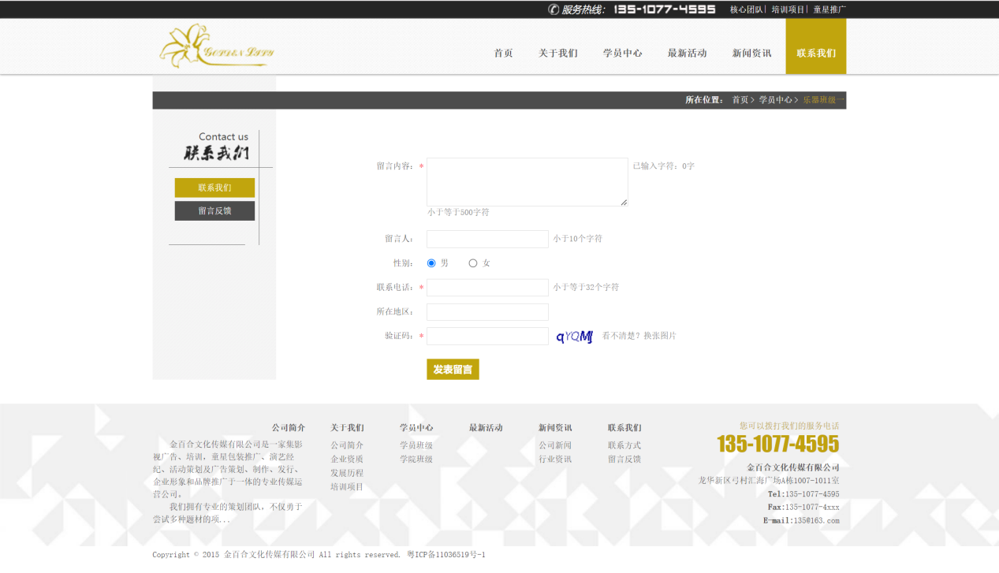 服务热线： 135-1077-4595 核心团队| 培训项目| 童星推广
GOLDEN LILY
首页 关于我们 学员中心 最新活动 新闻资讯 联系我们
所在位置： 首页> 学员中心> 乐器班级一
Contact us
联系我们
联系我们
留言反馈
留言内容： * 已输入字符：0字
小于等于500字符
留言人： 小于10个字符
性别： 男 女
联系电话： * 小于等于32个字符
所在地区：
验证码： * qYQMJ 看不清楚？换张图片
发表留言
公司简介
金百合文化传媒有限公司是一家集影
视广告、培训，童星包装推广、演艺经
纪、活动策划及广告策划、制作、发行、
企业形象和品牌推广于一体的专业传媒运
营公司。
我们拥有专业的策划团队，不仅勇于
尝试多种题材的项...
关于我们
公司简介
企业资质
发展历程
培训项目
学员中心
学员班级
学院班级
最新活动
新闻资讯
公司新闻
行业资讯
联系我们
联系方式
留言反馈
您可以拨打我们的服务电话
135-1077-4595
金百合文化传媒有限公司
龙华新区弓村汇海广场A栋1007-1011室
Tel:135-1077-4595
Fax:135-1077-4xxx
E-mail:135@163.com
Copyright © 2015 金百合文化传媒有限公司 All rights reserved. 粤ICP备11036519号-1